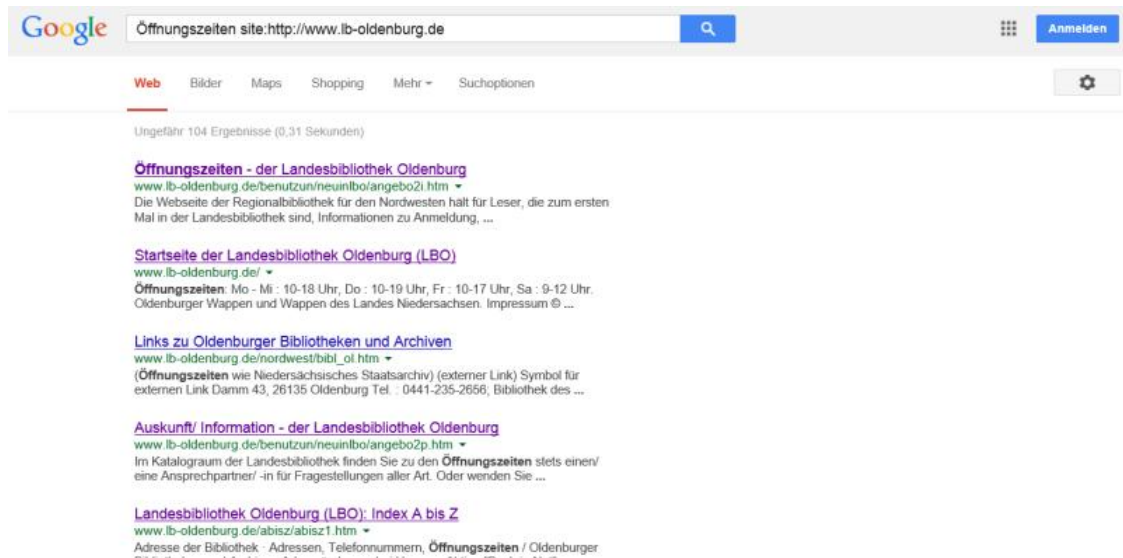 Google Öffnungszeiten site:http://www.lb-oldenburg.de Anmelden
Web Bilder Maps Shopping Mehr Suchoptionen
Ungefähr 104 Ergebnisse (0,31 Sekunden)
Öffnungszeiten - der Landesbibliothek Oldenburg
www.lb-oldenburg.de/benutzun/neuinlbo/angebo2i.htm
Die Webseite der Regionalbibliothek für den Nordwesten hält für Leser, die zum ersten
Mal in der Landesbibliothek sind, Informationen zu Anmeldung, ...
Startseite der Landesbibliothek Oldenburg (LBO)
www.lb-oldenburg.de/
Öffnungszeiten: Mo - Mi : 10-18 Uhr, Do : 10-19 Uhr, Fr : 10-17 Uhr, Sa : 9-12 Uhr.
Oldenburger Wappen und Wappen des Landes Niedersachsen. Impressum © ...
Links zu Oldenburger Bibliotheken und Archiven
www.lb-oldenburg.de/nordwest/bibl_ol.htm
(Öffnungszeiten wie Niedersächsisches Staatsarchiv) (externer Link) Symbol für
externen Link Damm 43, 26135 Oldenburg Tel. : 0441-235-2656; Bibliothek des ...
Auskunft/ Information - der Landesbibliothek Oldenburg
www.lb-oldenburg.de/benutzun/neuinlbo/angebo2p.htm
Im Katalograum der Landesbibliothek finden Sie zu den Öffnungszeiten stets einen/
eine Ansprechpartner/ -in für Fragestellungen aller Art. Oder wenden Sie ...
Landesbibliothek Oldenburg (LBO): Index A bis Z
www.lb-oldenburg.de/abisz/abisz1.htm
Adresse der Bibliothek · Adressen, Telefonnummern, Öffnungszeiten / Oldenburger